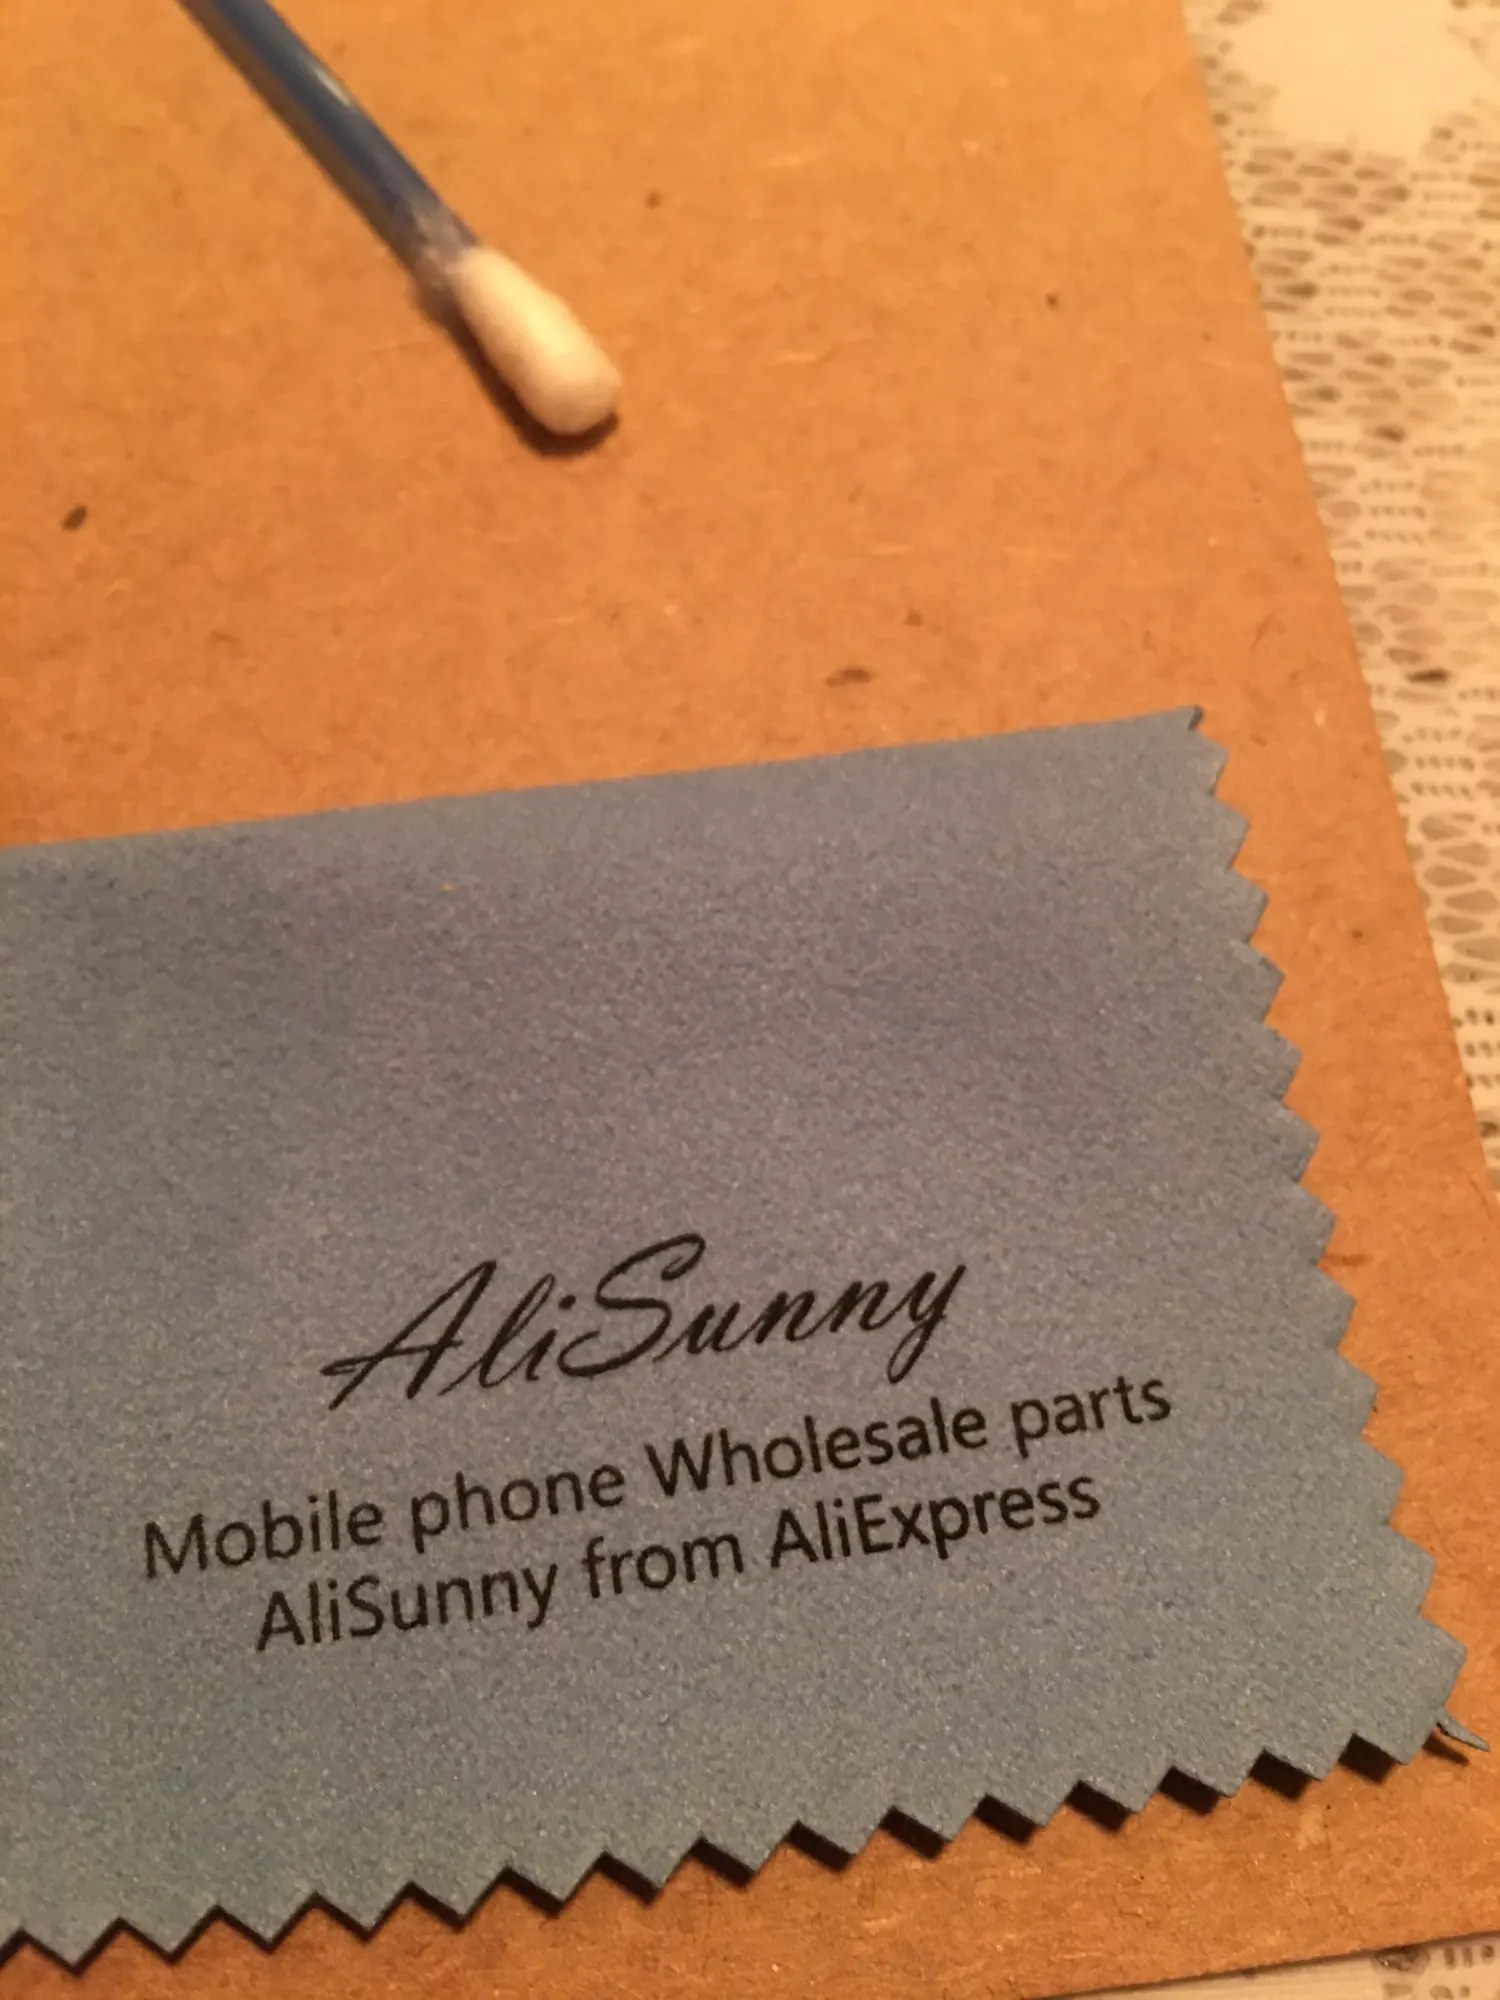 AliSunny
Mobile phone Wholesale parts
AliSunny from AliExpress